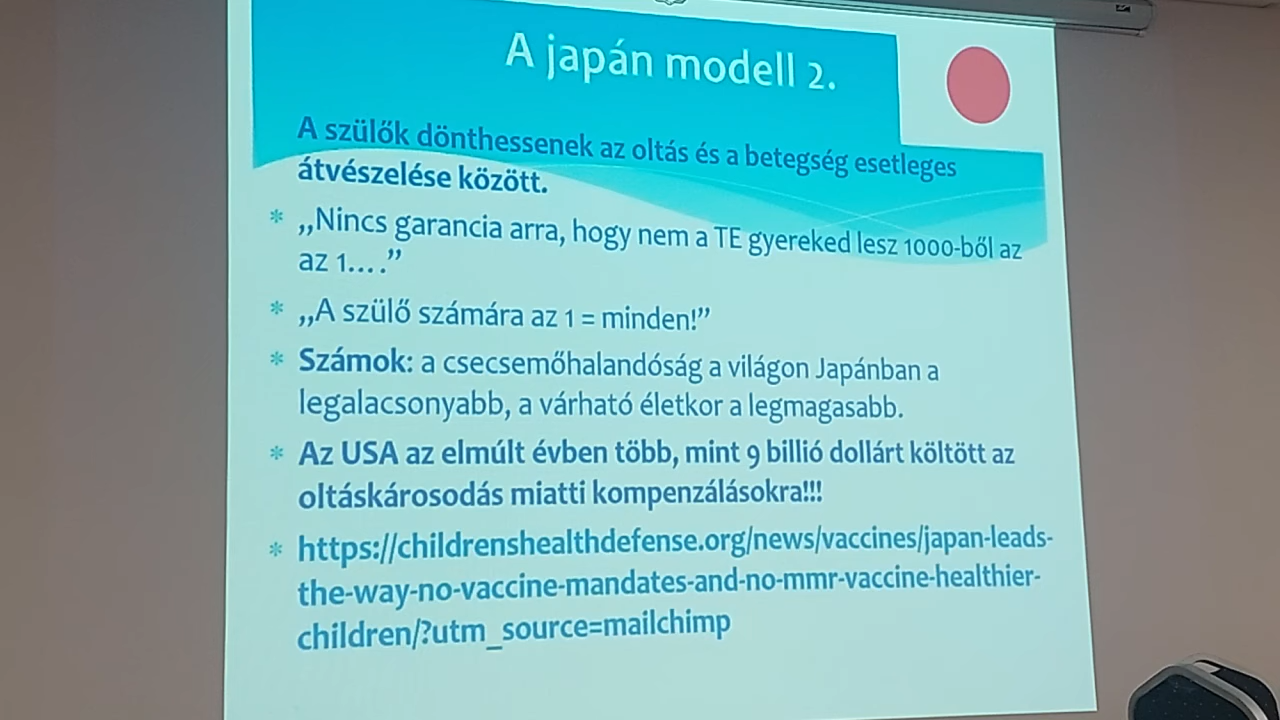 A japán modell 2.
A szülők dönthessenek az oltás és a betegség esetleges
átvészelése között.
* „Nincs garancia arra, hogy nem a TE gyereked lesz 1000-ből az
az 1….”
* „A szülő számára az 1 = minden!”
* Számok: a csecsemőhalandóság a világon Japánban a
legalacsonyabb, a várható életkor a legmagasabb.
* Az USA az elmúlt évben több, mint 9 billió dollárt költött az
oltáskárosodás miatti kompenzálásokra!!!
* https://childrenshealthdefense.org/news/vaccines/japan-leads-
the-way-no-vaccine-mandates-and-no-mmr-vaccine-healthier-
children/?utm_source=mailchimp